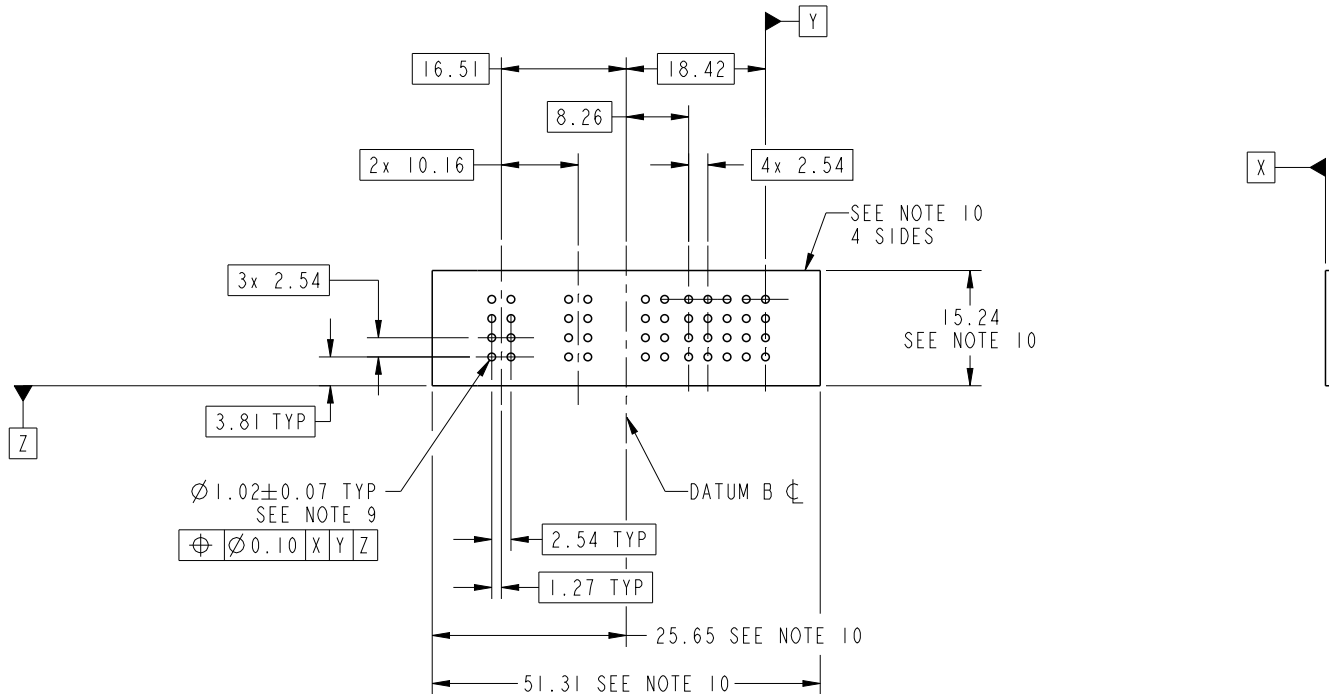 Y
16.51
18.42
8.26
2x 10.16
4x 2.54
X
SEE NOTE 10
4 SIDES
3x 2.54
15.24
SEE NOTE 10
3.81 TYP
Z
Ø1.02±0.07 TYP
SEE NOTE 9
⌖ Ø0.10 X Y Z
DATUM B ℄
2.54 TYP
1.27 TYP
25.65 SEE NOTE 10
51.31 SEE NOTE 10